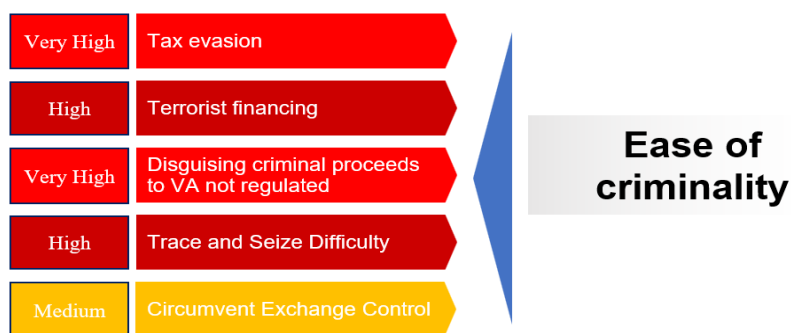 Very High Tax evasion
High Terrorist financing
Very High Disguising criminal proceeds
to VA not regulated
High Trace and Seize Difficulty
Medium Circumvent Exchange Control
Ease of
criminality